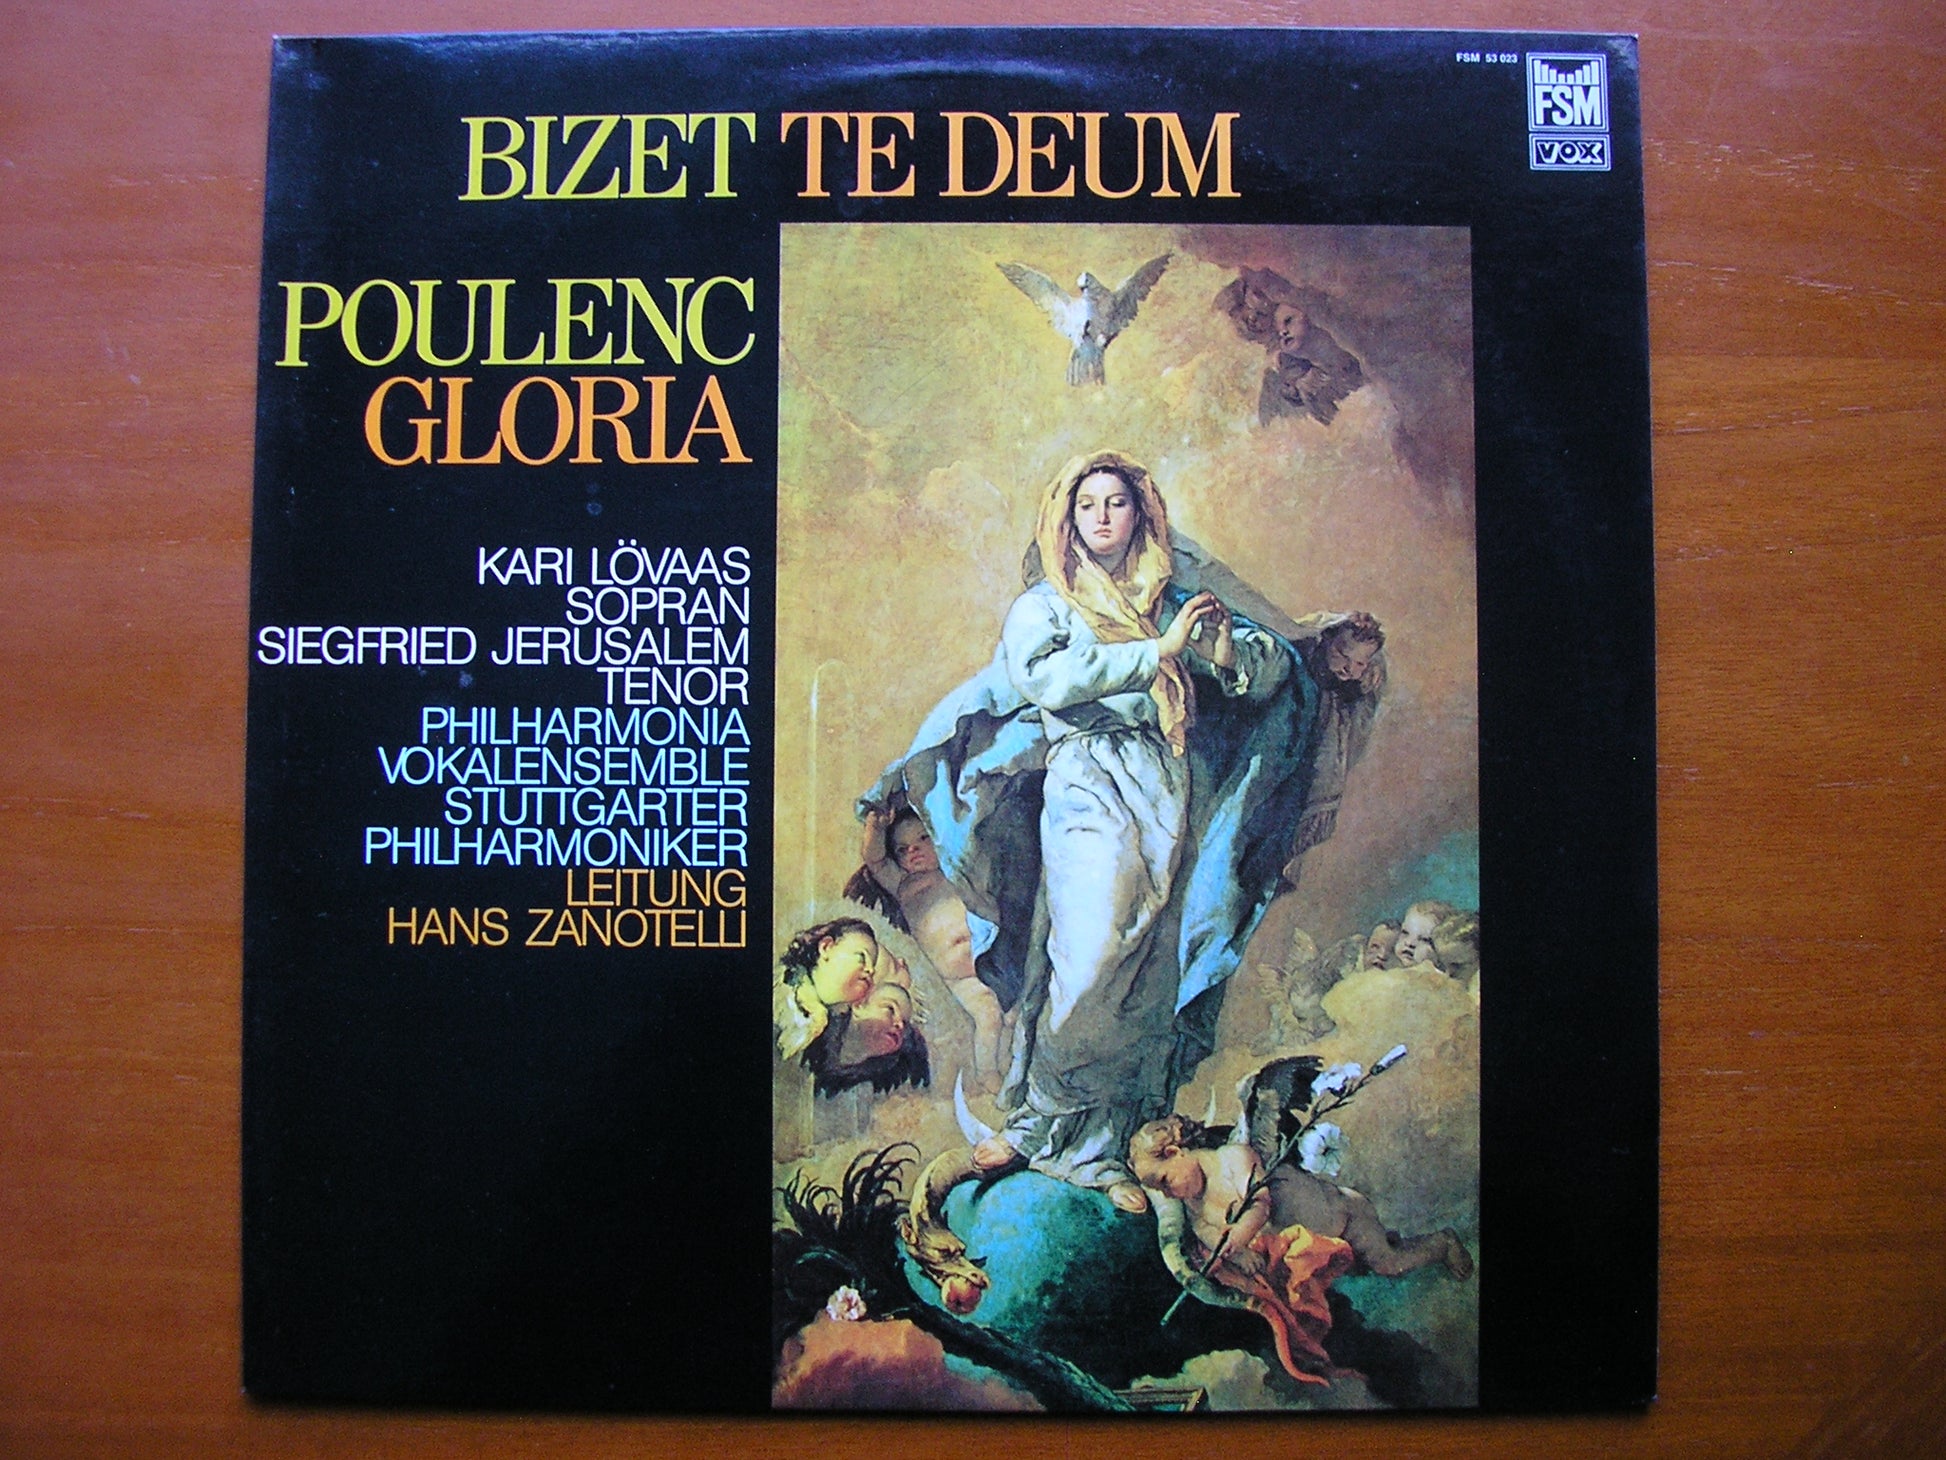 FSM 53 023
FSM
VOX
BIZET TE DEUM
POULENC
GLORIA
KARI LÖVAAS
SOPRAN
SIEGFRIED JERUSALEM
TENOR
PHILHARMONIA
VOKALENSEMBLE
STUTTGARTER
PHILHARMONIKER
LEITUNG
HANS ZANOTELLI